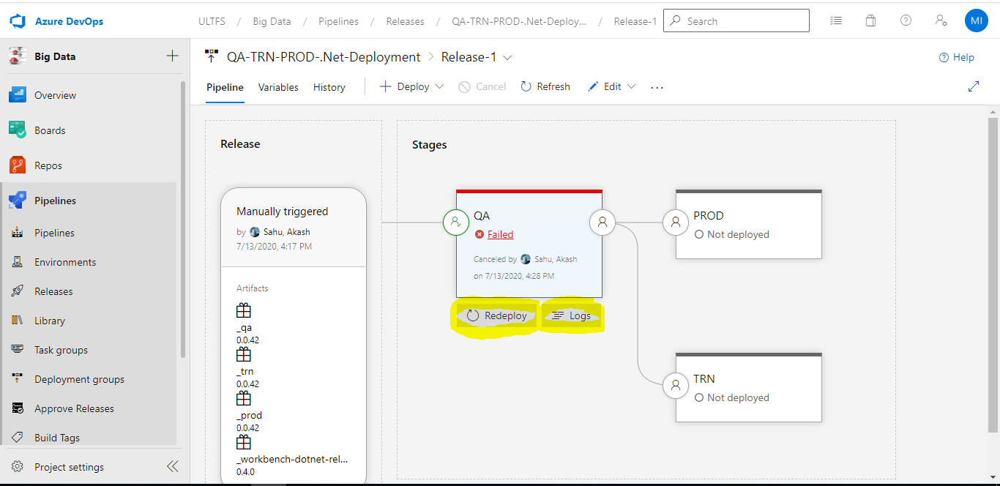 Azure DevOps
ULTFS / Big Data / Pipelines / Releases / QA-TRN-PROD-.Net-Deploy... / Release-1
Search
MI
Big Data
QA-TRN-PROD-.Net-Deployment > Release-1
Help
Pipeline Variables History Deploy Cancel Refresh Edit ...
Overview
Boards
Repos
Pipelines
Pipelines
Environments
Releases
Library
Task groups
Deployment groups
Approve Releases
Build Tags
Project settings
Release
Manually triggered
by Sahu, Akash
7/13/2020, 4:17 PM
Artifacts
_qa
0.0.42
_trn
0.0.42
_prod
0.0.42
_workbench-dotnet-rel...
0.4.0
Stages
QA
Failed
Canceled by Sahu, Akash
on 7/13/2020, 4:28 PM
Redeploy Logs
PROD
Not deployed
TRN
Not deployed